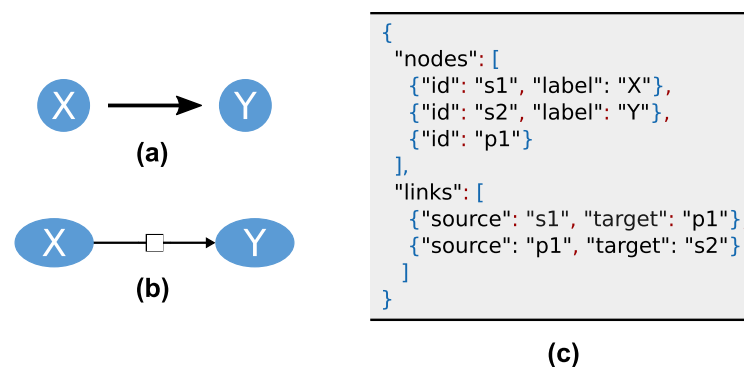 X Y
(a)
X Y
(b)
{
"nodes": [
{"id": "s1", "label": "X"},
{"id": "s2", "label": "Y"},
{"id": "p1"}
],
"links": [
{"source": "s1", "target": "p1"},
{"source": "p1", "target": "s2"}
]
}
(c)